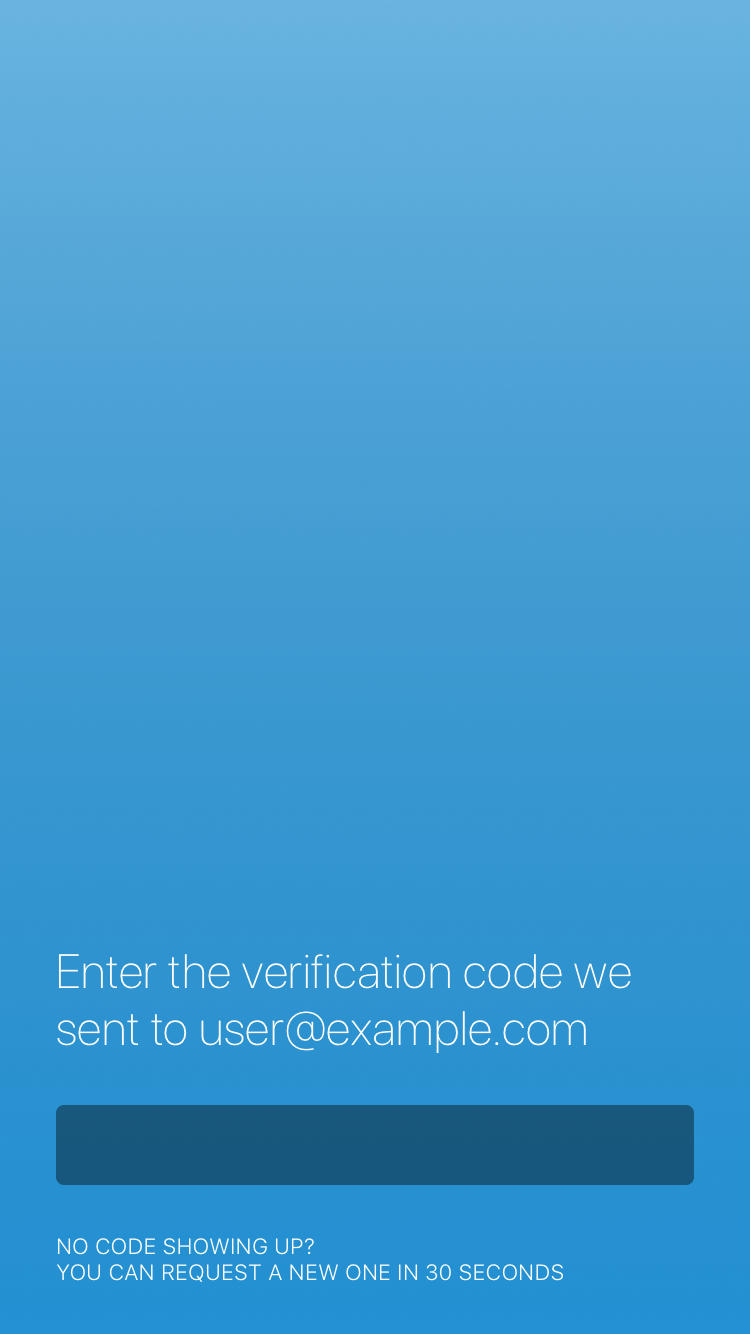 Enter the verification code we
sent to user@example.com
NO CODE SHOWING UP?
YOU CAN REQUEST A NEW ONE IN 30 SECONDS